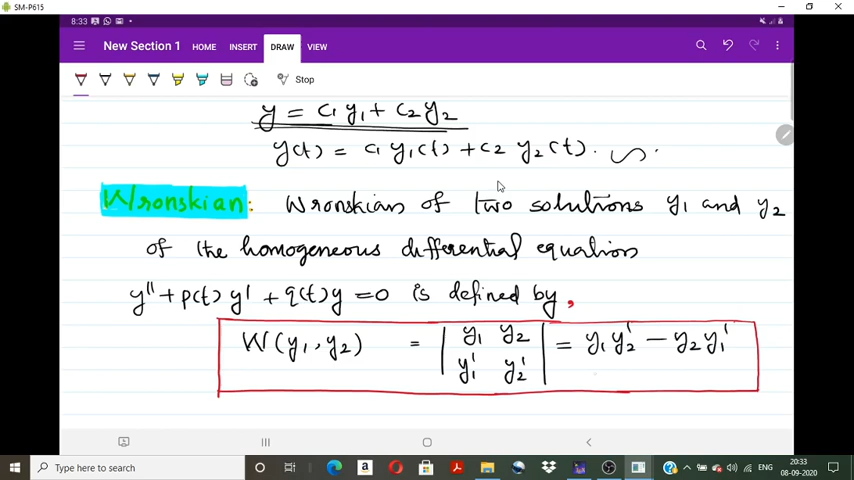 SM-P615
8:33
New Section 1 HOME INSERT DRAW VIEW
Stop
y = c1 y1 + c2 y2
y(t) = c1 y1(t) + c2 y2(t).
Wronskian: Wronskian of two solutions y1 and y2
of the homogeneous differential equation
y'' + p(t) y' + q(t) y = 0 is defined by,
W(y1, y2) = | y1 y2 | = y1 y2' - y2 y1'
| y1' y2' |
Type here to search
ENG
20:33
08-09-2020